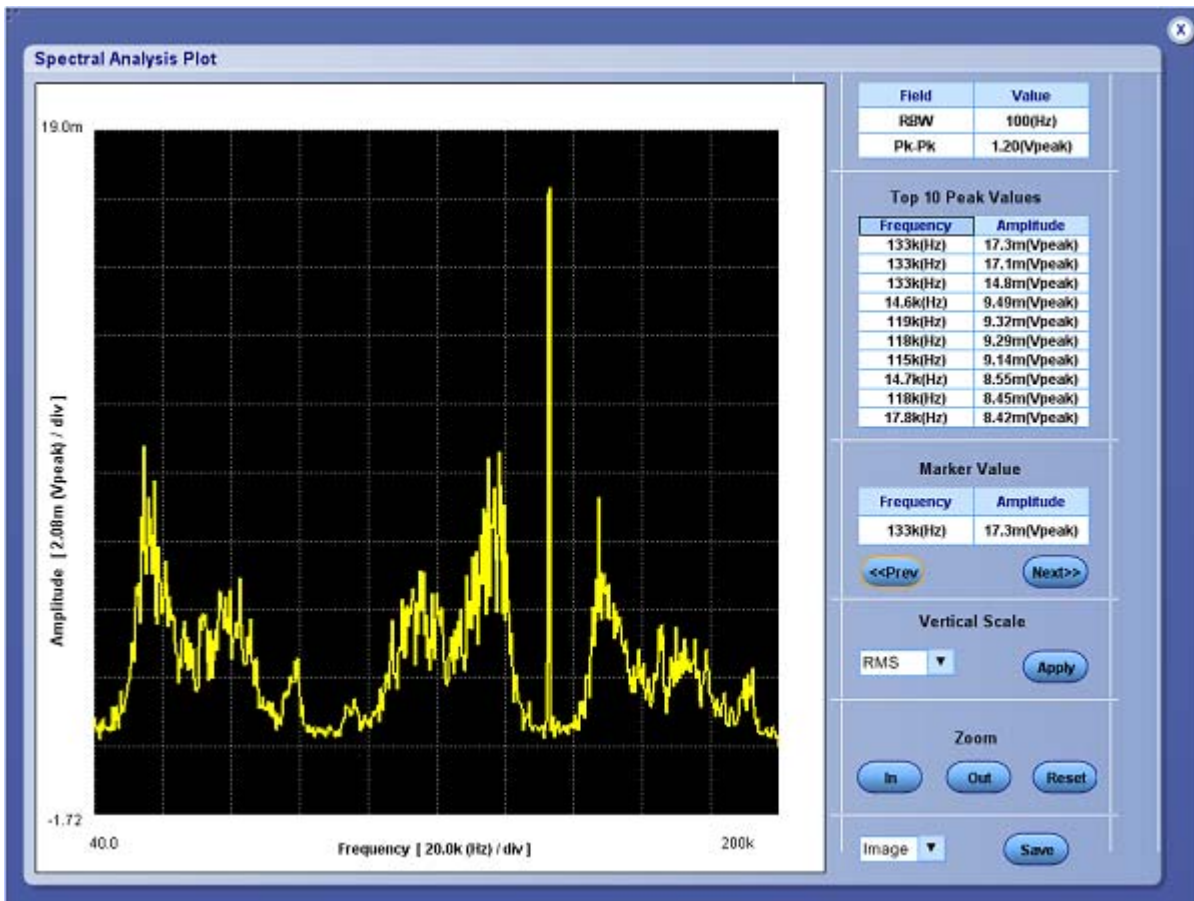 X
Spectral Analysis Plot
19.0m
Amplitude [ 2.08m (Vpeak) / div ]
-1.72
40.0
Frequency [ 20.0k (Hz) / div ]
200k
Field Value
RBW 100(Hz)
Pk-Pk 1.20(Vpeak)
Top 10 Peak Values
Frequency Amplitude
133k(Hz) 17.3m(Vpeak)
133k(Hz) 17.1m(Vpeak)
133k(Hz) 14.8m(Vpeak)
14.6k(Hz) 9.49m(Vpeak)
119k(Hz) 9.32m(Vpeak)
118k(Hz) 9.29m(Vpeak)
115k(Hz) 9.14m(Vpeak)
14.7k(Hz) 8.55m(Vpeak)
118k(Hz) 8.45m(Vpeak)
17.8k(Hz) 8.42m(Vpeak)
Marker Value
Frequency Amplitude
133k(Hz) 17.3m(Vpeak)
<<Prev Next>>
Vertical Scale
RMS Apply
Zoom
In Out Reset
Image Save